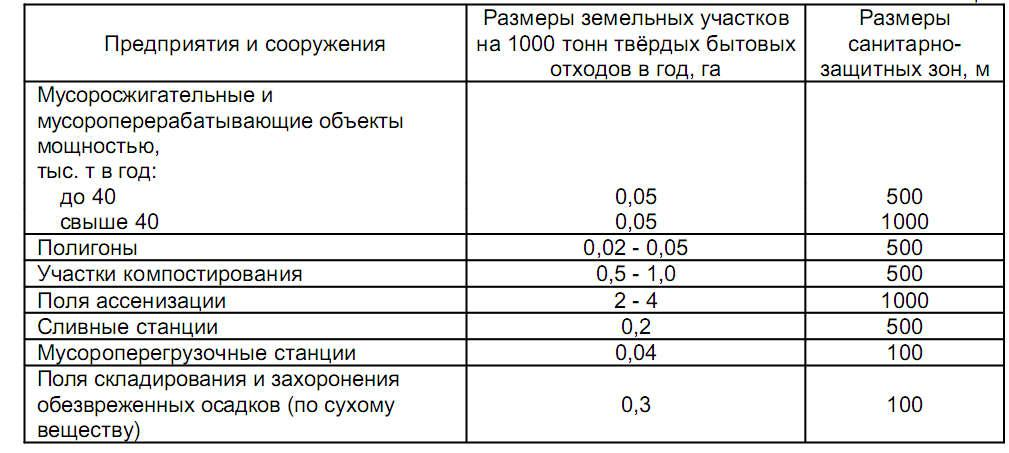 Предприятия и сооружения
Размеры земельных участков
на 1000 тонн твёрдых бытовых
отходов в год, га
Размеры
санитарно-
защитных зон, м
Мусоросжигательные и
мусороперерабатывающие объекты
мощностью,
тыс. т в год:
до 40 0,05 500
свыше 40 0,05 1000
Полигоны 0,02 - 0,05 500
Участки компостирования 0,5 - 1,0 500
Поля ассенизации 2 - 4 1000
Сливные станции 0,2 500
Мусороперегрузочные станции 0,04 100
Поля складирования и захоронения
обезвреженных осадков (по сухому
веществу)
0,3 100